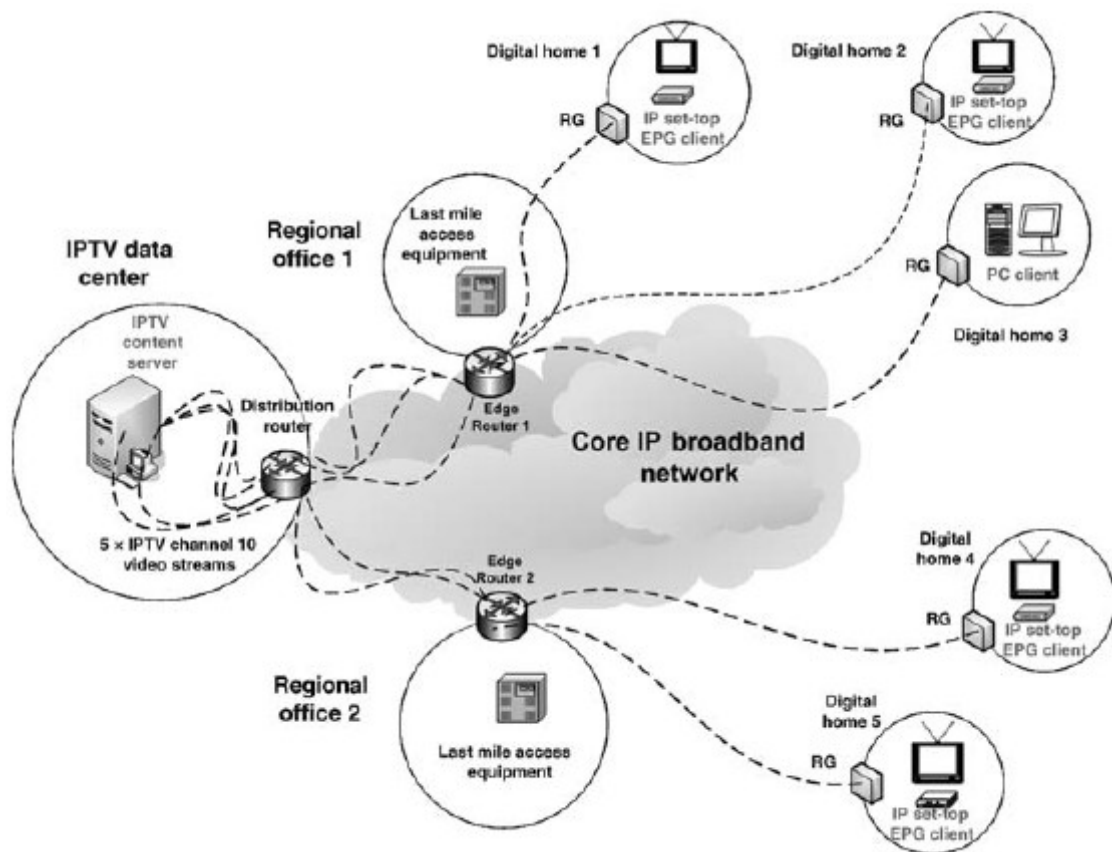 Digital home 1
IP set-top
EPG client
RG
Digital home 2
IP set-top
EPG client
RG
Regional
office 1
Last mile
access
equipment
PC client
RG
Digital home 3
IPTV data
center
IPTV
content
server
Distribution
router
Edge
Router 1
Core IP broadband
network
5 × IPTV channel 10
video streams
Edge
Router 2
Digital
home 4
RG
IP set-top
EPG client
Regional
office 2
Last mile access
equipment
Digital
home 5
RG
IP set-top
EPG client